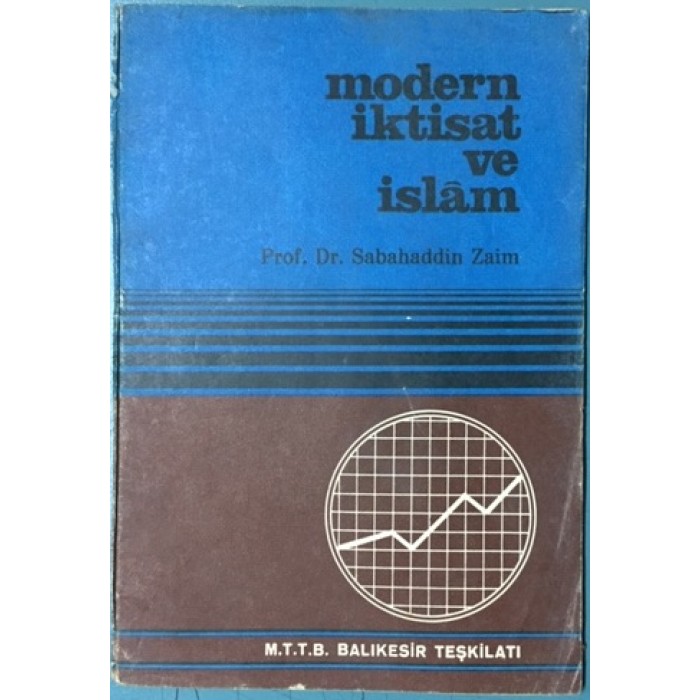 modern
iktisat
ve
islâm
Prof. Dr. Sabahaddin Zaim
M.T.T.B. BALIKESİR TEŞKİLATI